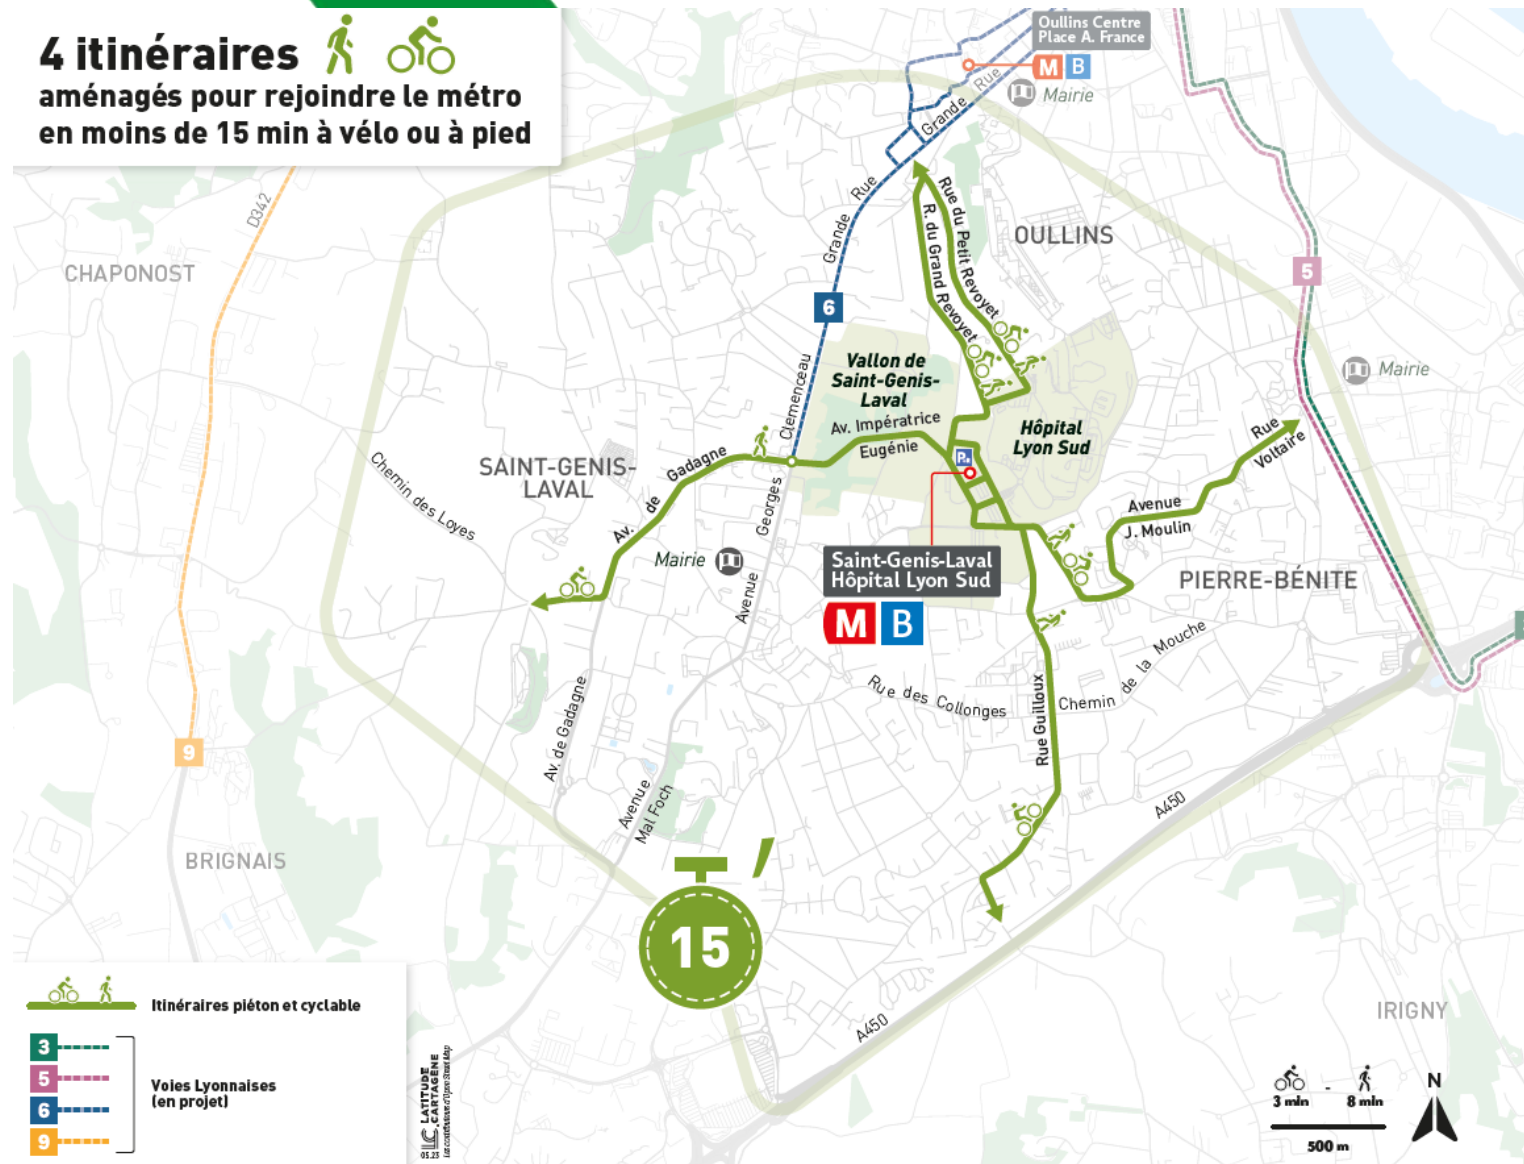 4 itinéraires
aménagés pour rejoindre le métro
en moins de 15 min à vélo ou à pied
Oullins Centre
Place A. France
M B
Mairie
Grande Rue
D342
Grande Rue
Rue du Petit Revoyet
R. du Grand Revoyet
OULLINS
CHAPONOST
5
6
Vallon de
Saint-Genis-
Laval
Mairie
Clemenceau
Av. Impératrice
Eugénie
Hôpital
Lyon Sud
Rue
Voltaire
Chemin des Loyes
SAINT-GENIS-
LAVAL
Av. de Gadagne
Georges
Avenue
J. Moulin
Mairie
Saint-Genis-Laval
Hôpital Lyon Sud
M B
PIERRE-BÉNITE
Avenue
Rue des Collonges
Rue Guilloux
Chemin de la Mouche
Av. de Gadagne
9
Avenue
Mal Foch
A450
BRIGNAIS
15
A450
IRIGNY
Itinéraires piéton et cyclable
3
5
6
9
Voies Lyonnaises
(en projet)
LC LATITUDE
CARTAGÈNE
05.23
3 min - 8 min
500 m
N